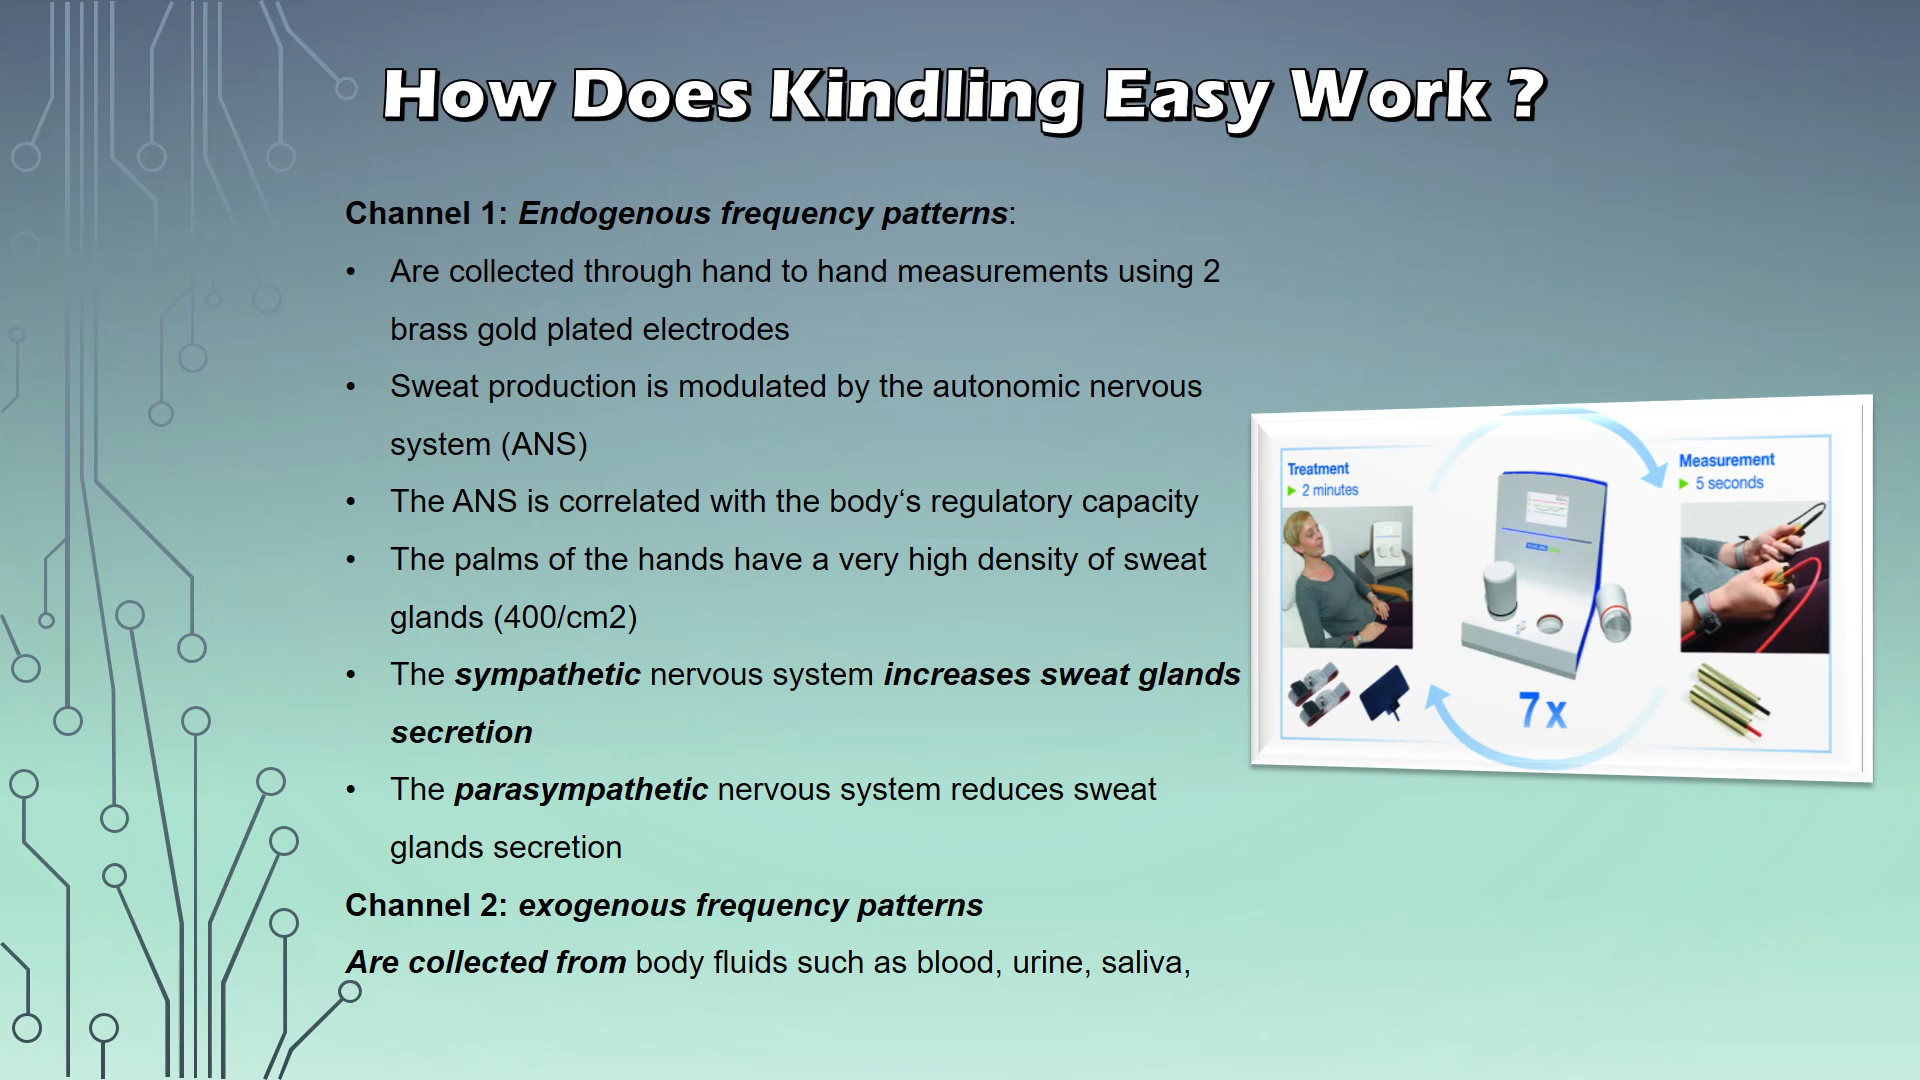 How Does Kindling Easy Work ?
Channel 1: Endogenous frequency patterns:
• Are collected through hand to hand measurements using 2
brass gold plated electrodes
• Sweat production is modulated by the autonomic nervous
system (ANS)
• The ANS is correlated with the body‘s regulatory capacity
• The palms of the hands have a very high density of sweat
glands (400/cm2)
• The sympathetic nervous system increases sweat glands
secretion
• The parasympathetic nervous system reduces sweat
glands secretion
Channel 2: exogenous frequency patterns
Are collected from body fluids such as blood, urine, saliva,
Treatment
2 minutes
Measurement
5 seconds
7x